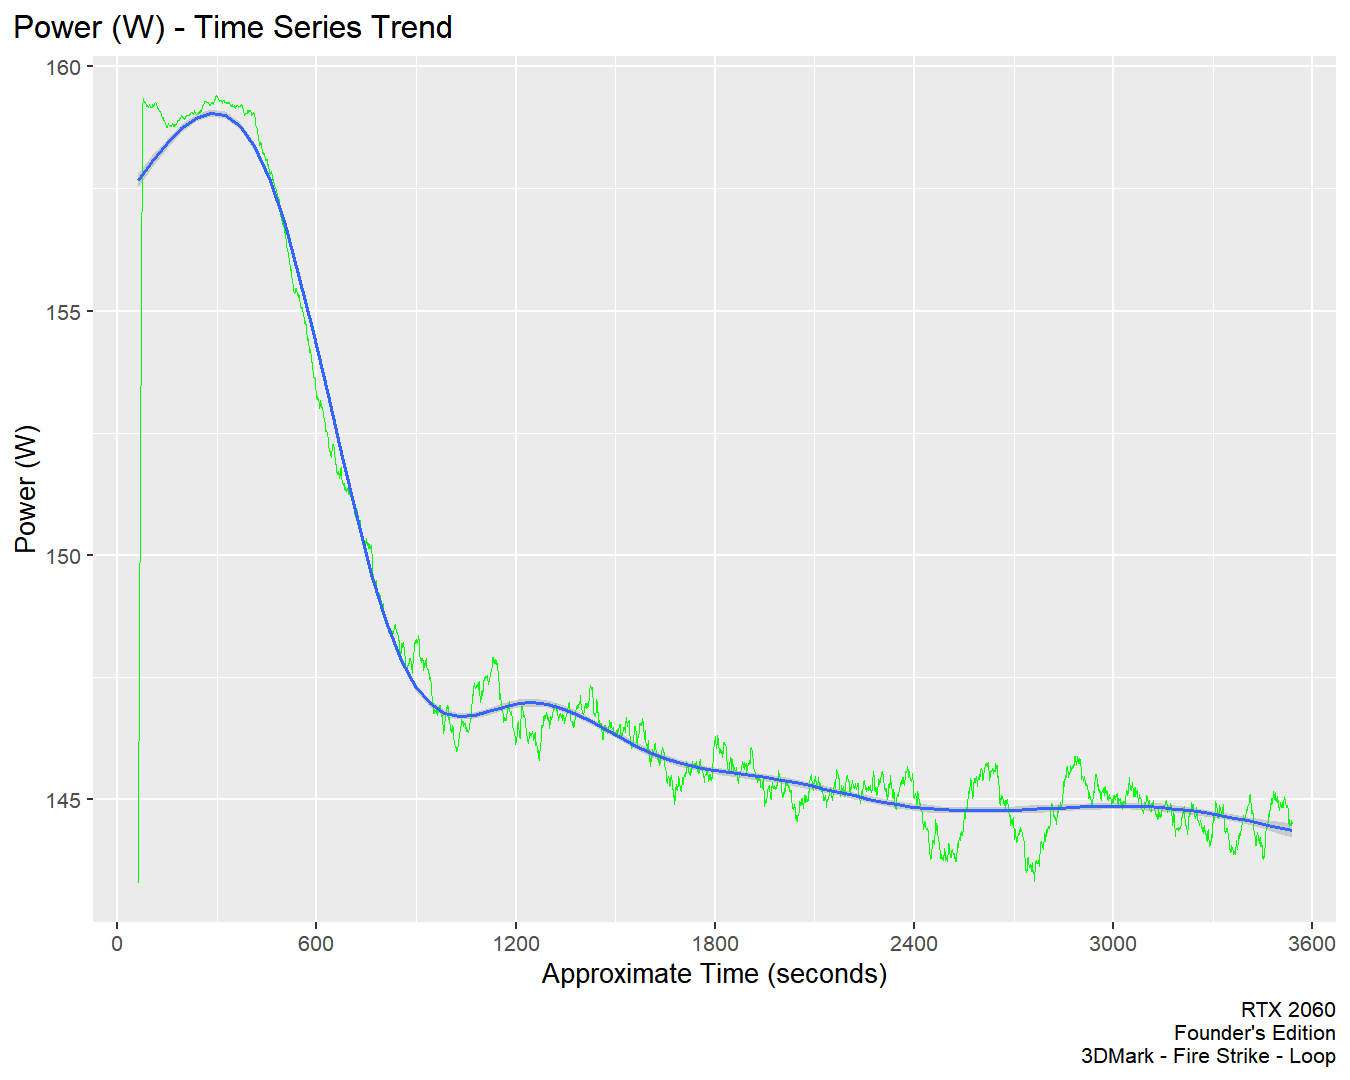 Power (W) - Time Series Trend
160
155
150
145
Power (W)
0 600 1200 1800 2400 3000 3600
Approximate Time (seconds)
RTX 2060
Founder's Edition
3DMark - Fire Strike - Loop